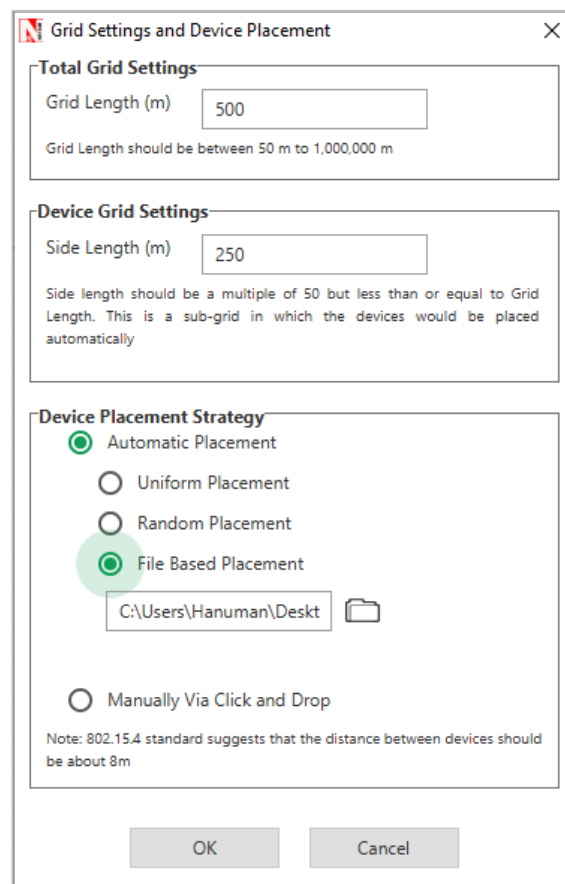 Grid Settings and Device Placement
Total Grid Settings
Grid Length (m) 500
Grid Length should be between 50 m to 1,000,000 m
Device Grid Settings
Side Length (m) 250
Side length should be a multiple of 50 but less than or equal to Grid
Length. This is a sub-grid in which the devices would be placed
automatically
Device Placement Strategy
Automatic Placement
Uniform Placement
Random Placement
File Based Placement
C:\Users\Hanuman\Deskt
Manually Via Click and Drop
Note: 802.15.4 standard suggests that the distance between devices should
be about 8m
OK Cancel